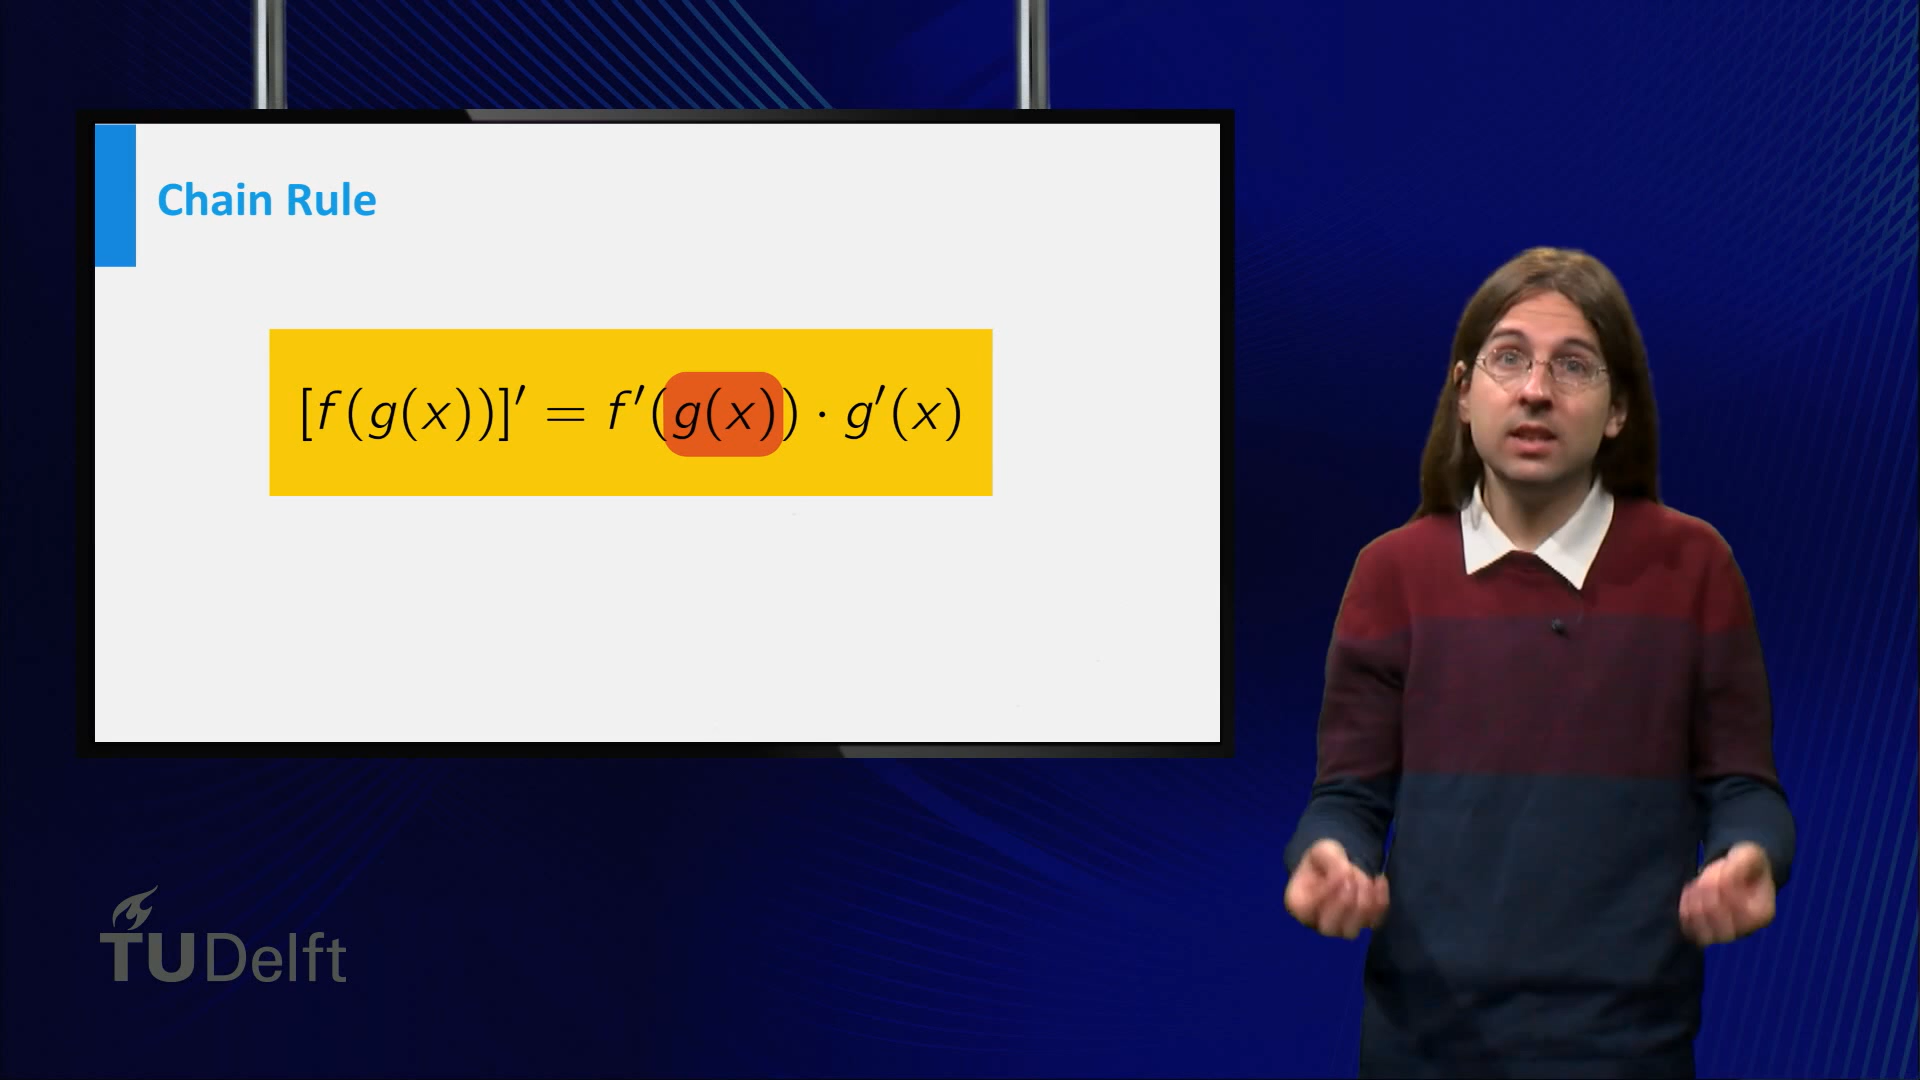 Chain Rule
[f(g(x))]′ = f′(g(x)) · g′(x)
TUDelft